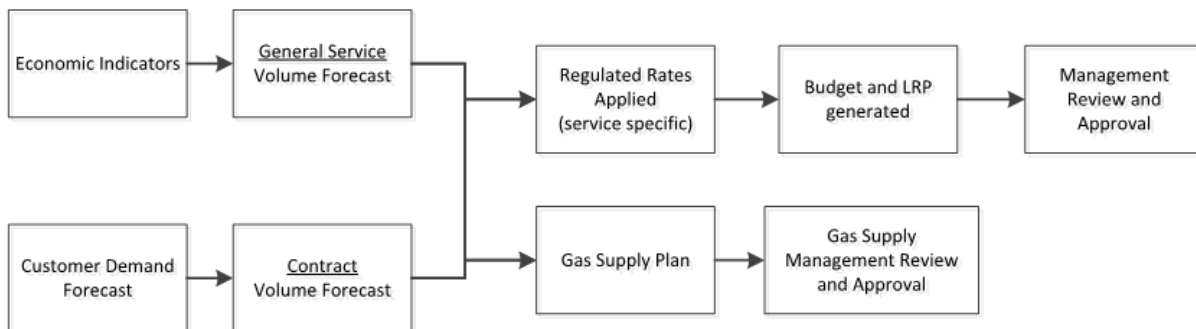 Economic Indicators
General Service
Volume Forecast
Regulated Rates
Applied
(service specific)
Budget and LRP
generated
Management
Review and
Approval
Customer Demand
Forecast
Contract
Volume Forecast
Gas Supply Plan
Gas Supply
Management Review
and Approval